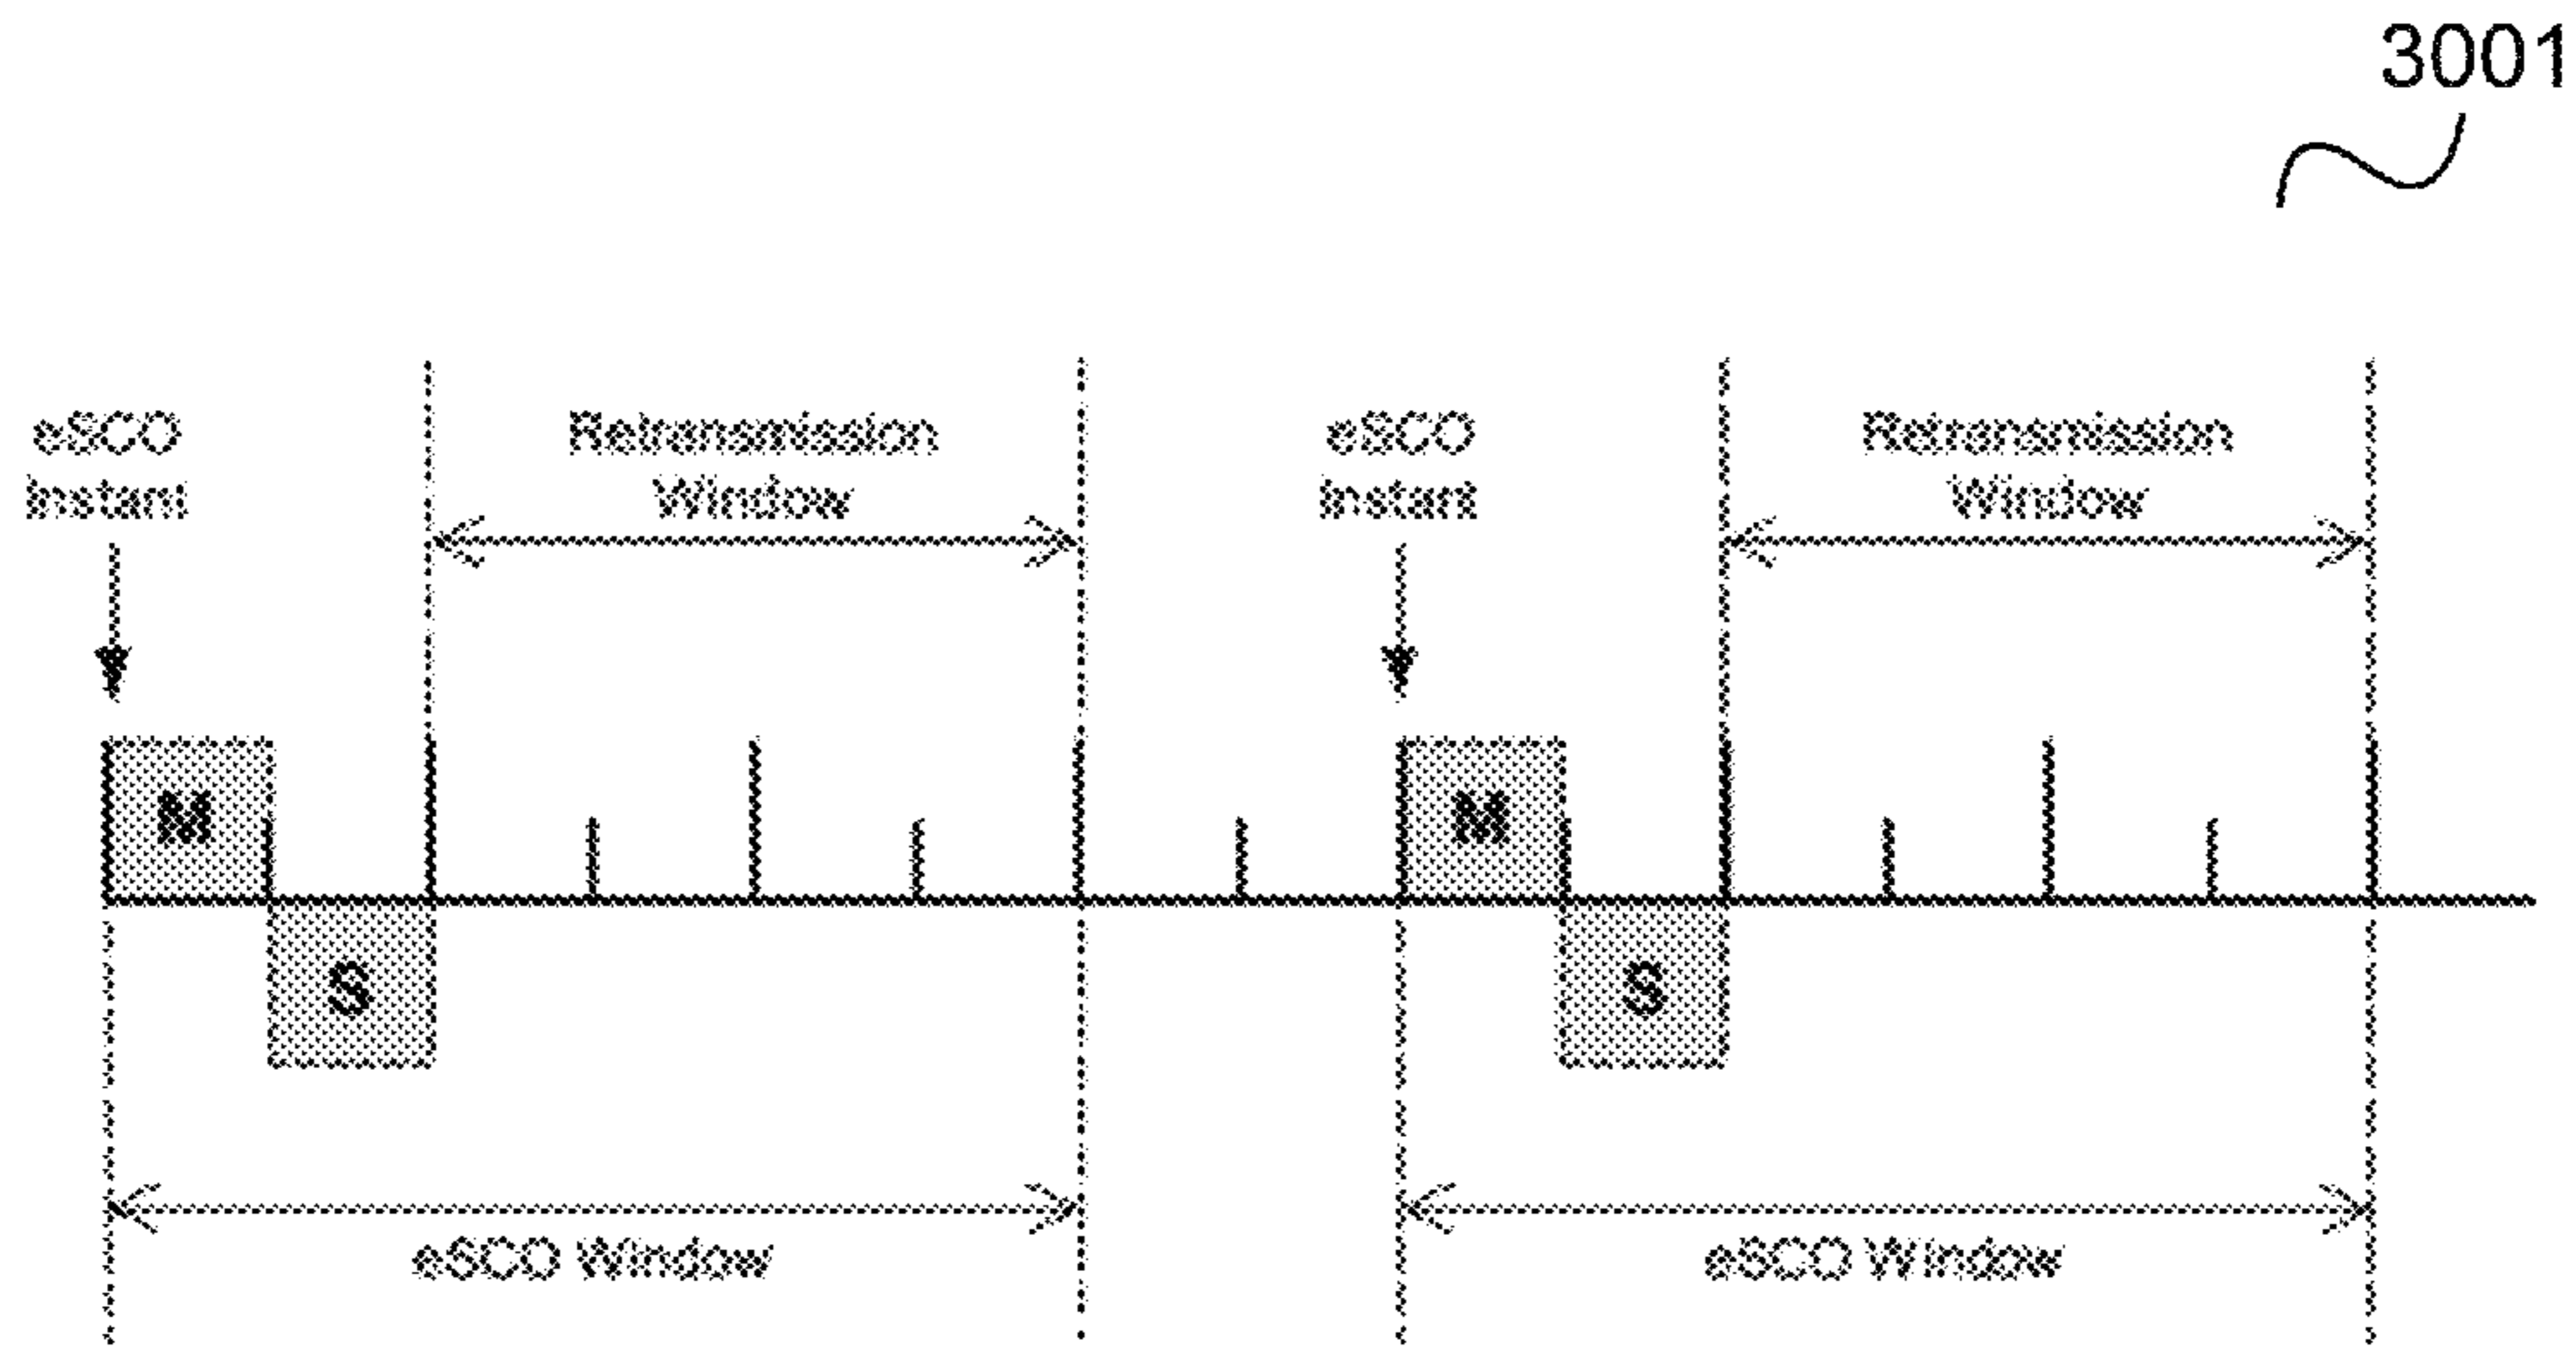 3001
eSCO
Instant
Retransmission
Window
eSCO
Instant
Retransmission
Window
M
M
S
S
eSCO Window
eSCO Window